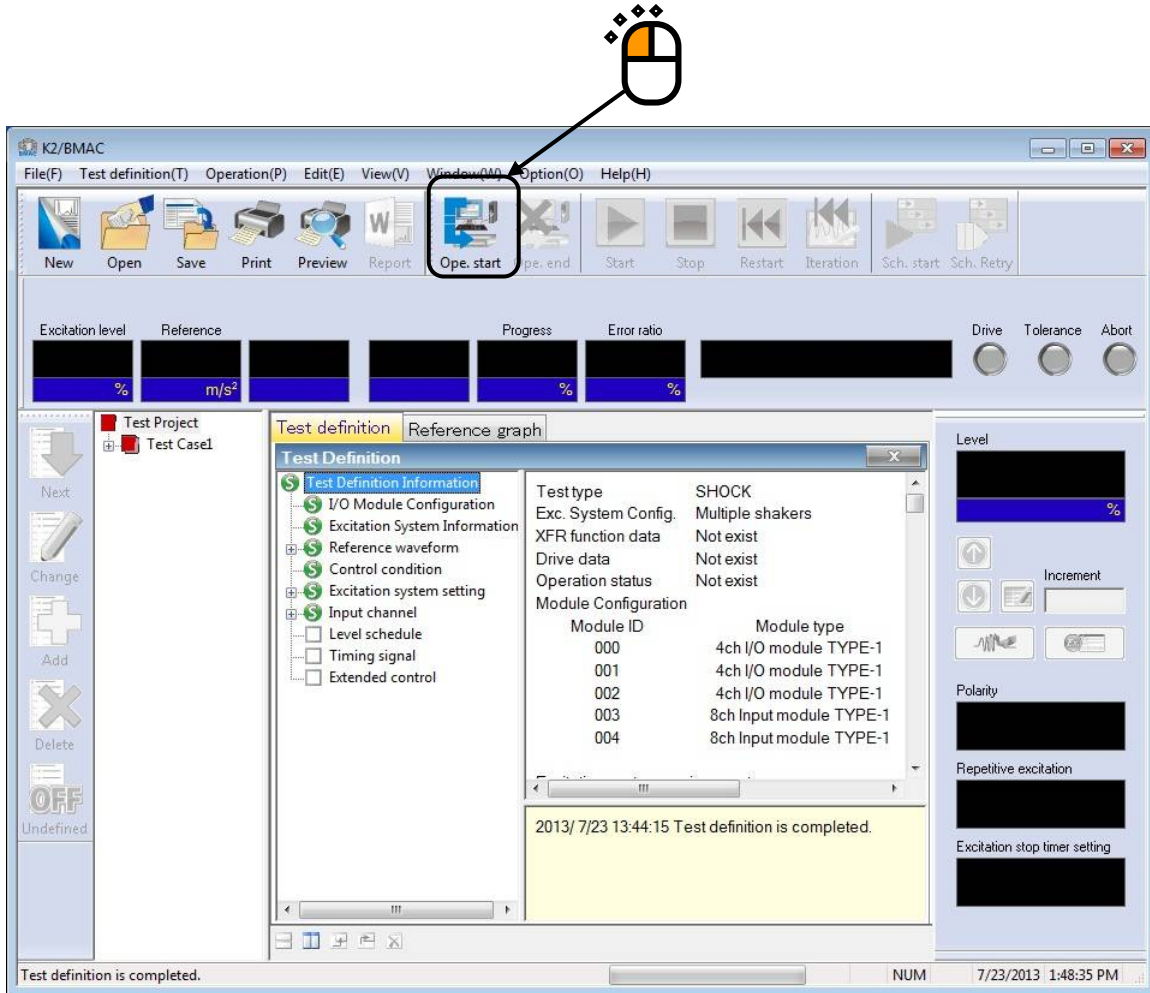 K2/BMAC
File(F) Test definition(T) Operation(P) Edit(E) View(V) Window(W) Option(O) Help(H)
New Open Save Print Preview Report Ope. start Ope. end Start Stop Restart Iteration Sch. start Sch. Retry
Excitation level Reference Progress Error ratio Drive Tolerance Abort
% m/s² % %
Test Project
Test Case1
Next
Change
Add
Delete
OFF
Undefined
Test definition Reference graph
Test Definition
Test Definition Information
I/O Module Configuration
Excitation System Information
Reference waveform
Control condition
Excitation system setting
Input channel
Level schedule
Timing signal
Extended control
Test type SHOCK
Exc. System Config. Multiple shakers
XFR function data Not exist
Drive data Not exist
Operation status Not exist
Module Configuration
Module ID Module type
000 4ch I/O module TYPE-1
001 4ch I/O module TYPE-1
002 4ch I/O module TYPE-1
003 8ch Input module TYPE-1
004 8ch Input module TYPE-1
2013/ 7/23 13:44:15 Test definition is completed.
Level
%
Increment
Polarity
Repetitive excitation
Excitation stop timer setting
Test definition is completed. NUM 7/23/2013 1:48:35 PM